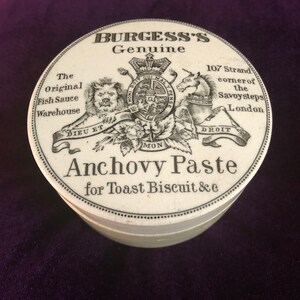 BURGESS'S
Genuine
The
Original
Fish Sauce
Warehouse
107 Strand
corner of the
Savoy steps
London
DIEU ET
MON
DROIT
Anchovy Paste
for Toast Biscuit &c